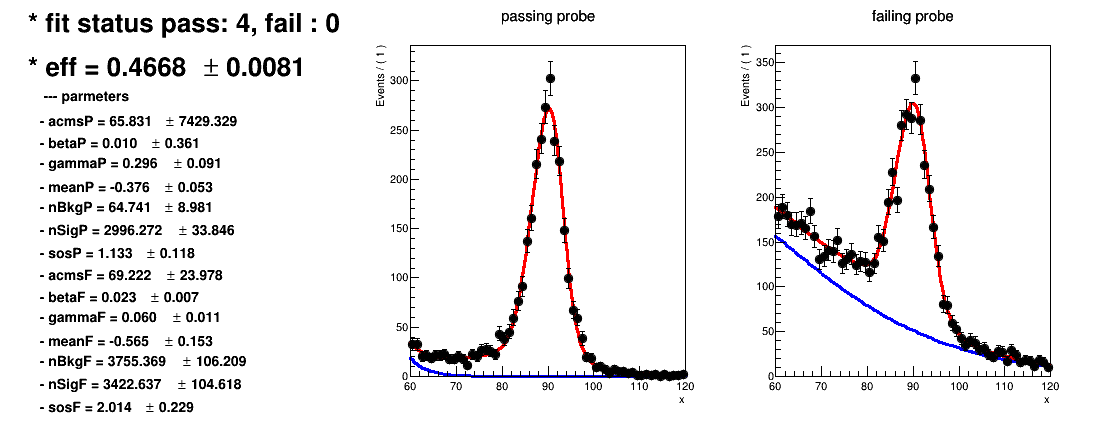 * fit status pass: 4, fail : 0
* eff = 0.4668 ± 0.0081
--- parmeters
- acmsP = 65.831 ± 7429.329
- betaP = 0.010 ± 0.361
- gammaP = 0.296 ± 0.091
- meanP = -0.376 ± 0.053
- nBkgP = 64.741 ± 8.981
- nSigP = 2996.272 ± 33.846
- sosP = 1.133 ± 0.118
- acmsF = 69.222 ± 23.978
- betaF = 0.023 ± 0.007
- gammaF = 0.060 ± 0.011
- meanF = -0.565 ± 0.153
- nBkgF = 3755.369 ± 106.209
- nSigF = 3422.637 ± 104.618
- sosF = 2.014 ± 0.229
passing probe
Events / ( 1 )
300
250
200
150
100
50
0
60 70 80 90 100 110 120
x
failing probe
Events / ( 1 )
350
300
250
200
150
100
50
0
60 70 80 90 100 110 120
x